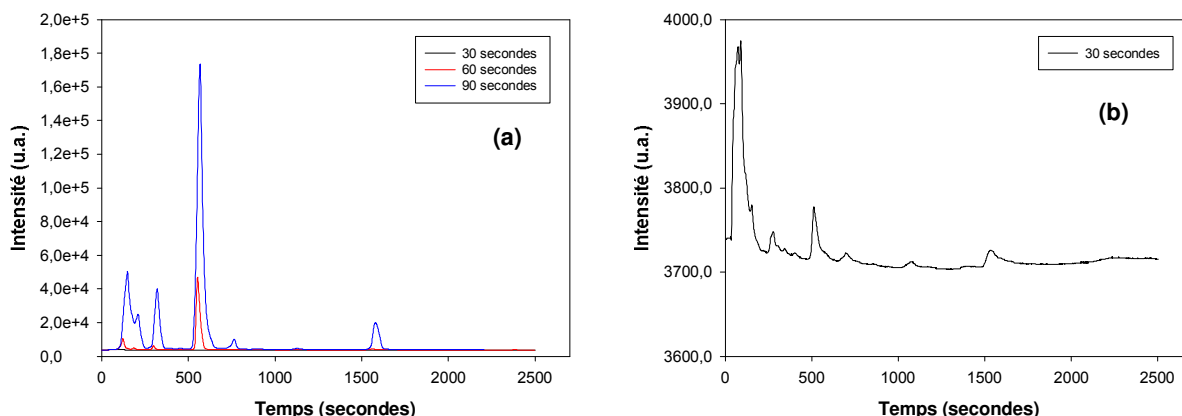 2,0e+5
1,8e+5
1,6e+5
1,4e+5
1,2e+5
1,0e+5
8,0e+4
6,0e+4
4,0e+4
2,0e+4
0,0
Intensité (u.a.)
30 secondes
60 secondes
90 secondes
(a)
0 500 1000 1500 2000 2500
Temps (secondes)
4000,0
3900,0
3800,0
3700,0
3600,0
Intensité (u.a.)
30 secondes
(b)
0 500 1000 1500 2000 2500
Temps (secondes)